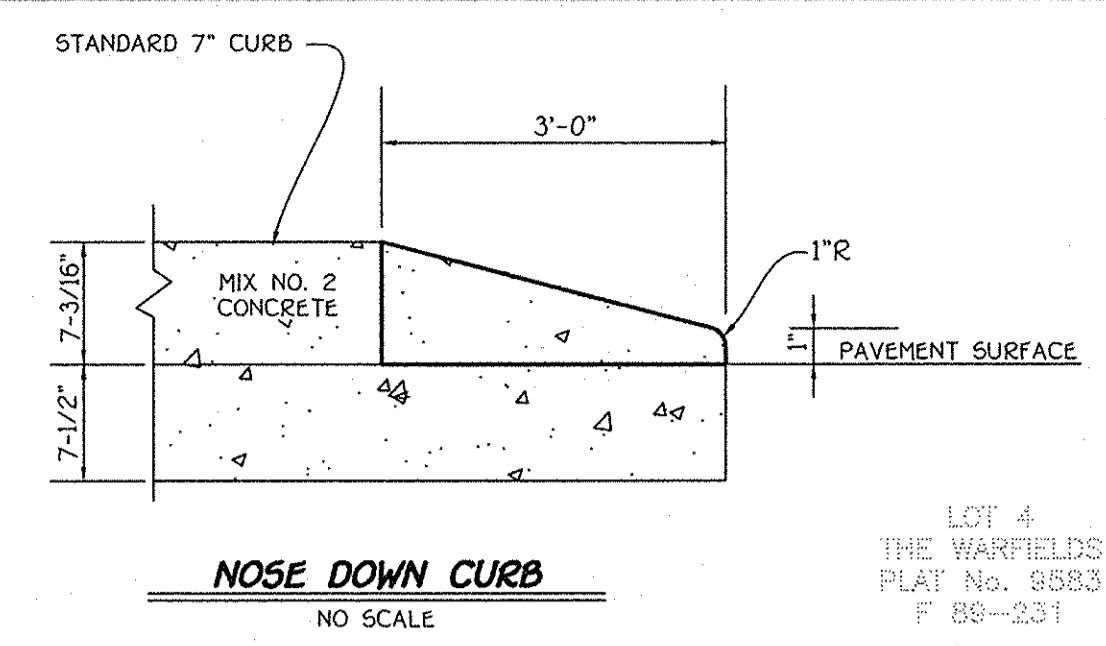 STANDARD 7" CURB
3'-0"
1"R
7-3/16"
MIX NO. 2
CONCRETE
1"
PAVEMENT SURFACE
7-1/2"
NOSE DOWN CURB
NO SCALE
LOT 4
THE WARFIELDS
PLAT No. 9583
F 89-231